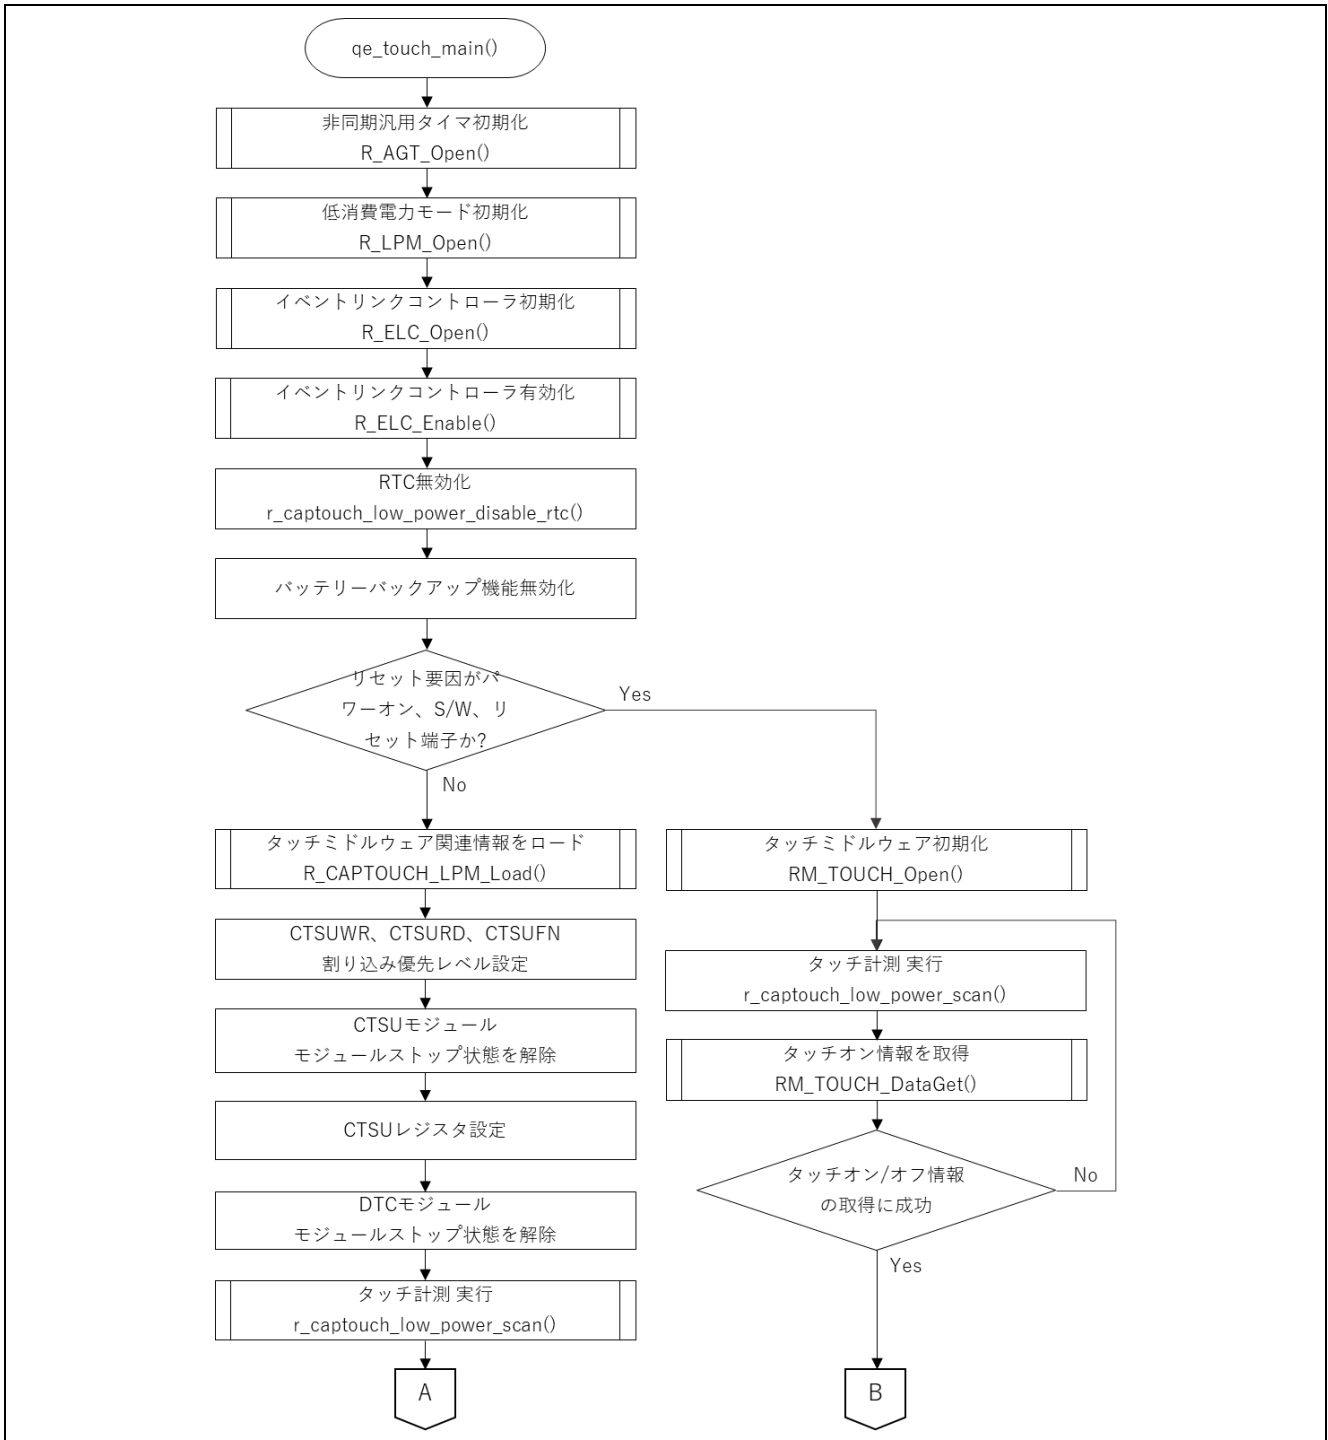 qe_touch_main()
非同期汎用タイマ初期化
R_AGT_Open()
低消費電力モード初期化
R_LPM_Open()
イベントリンクコントローラ初期化
R_ELC_Open()
イベントリンクコントローラ有効化
R_ELC_Enable()
RTC無効化
r_captouch_low_power_disable_rtc()
バッテリーバックアップ機能無効化
リセット要因がパ
ワーオン、S/W、リ
セット端子か?
Yes
No
タッチミドルウェア関連情報をロード
R_CAPTOUCH_LPM_Load()
CTSUWR、CTSURD、CTSUFN
割り込み優先レベル設定
CTSUモジュール
モジュールストップ状態を解除
CTSUレジスタ設定
DTCモジュール
モジュールストップ状態を解除
タッチ計測 実行
r_captouch_low_power_scan()
A
タッチミドルウェア初期化
RM_TOUCH_Open()
タッチ計測 実行
r_captouch_low_power_scan()
タッチオン情報を取得
RM_TOUCH_DataGet()
タッチオン/オフ情報
の取得に成功
No
Yes
B